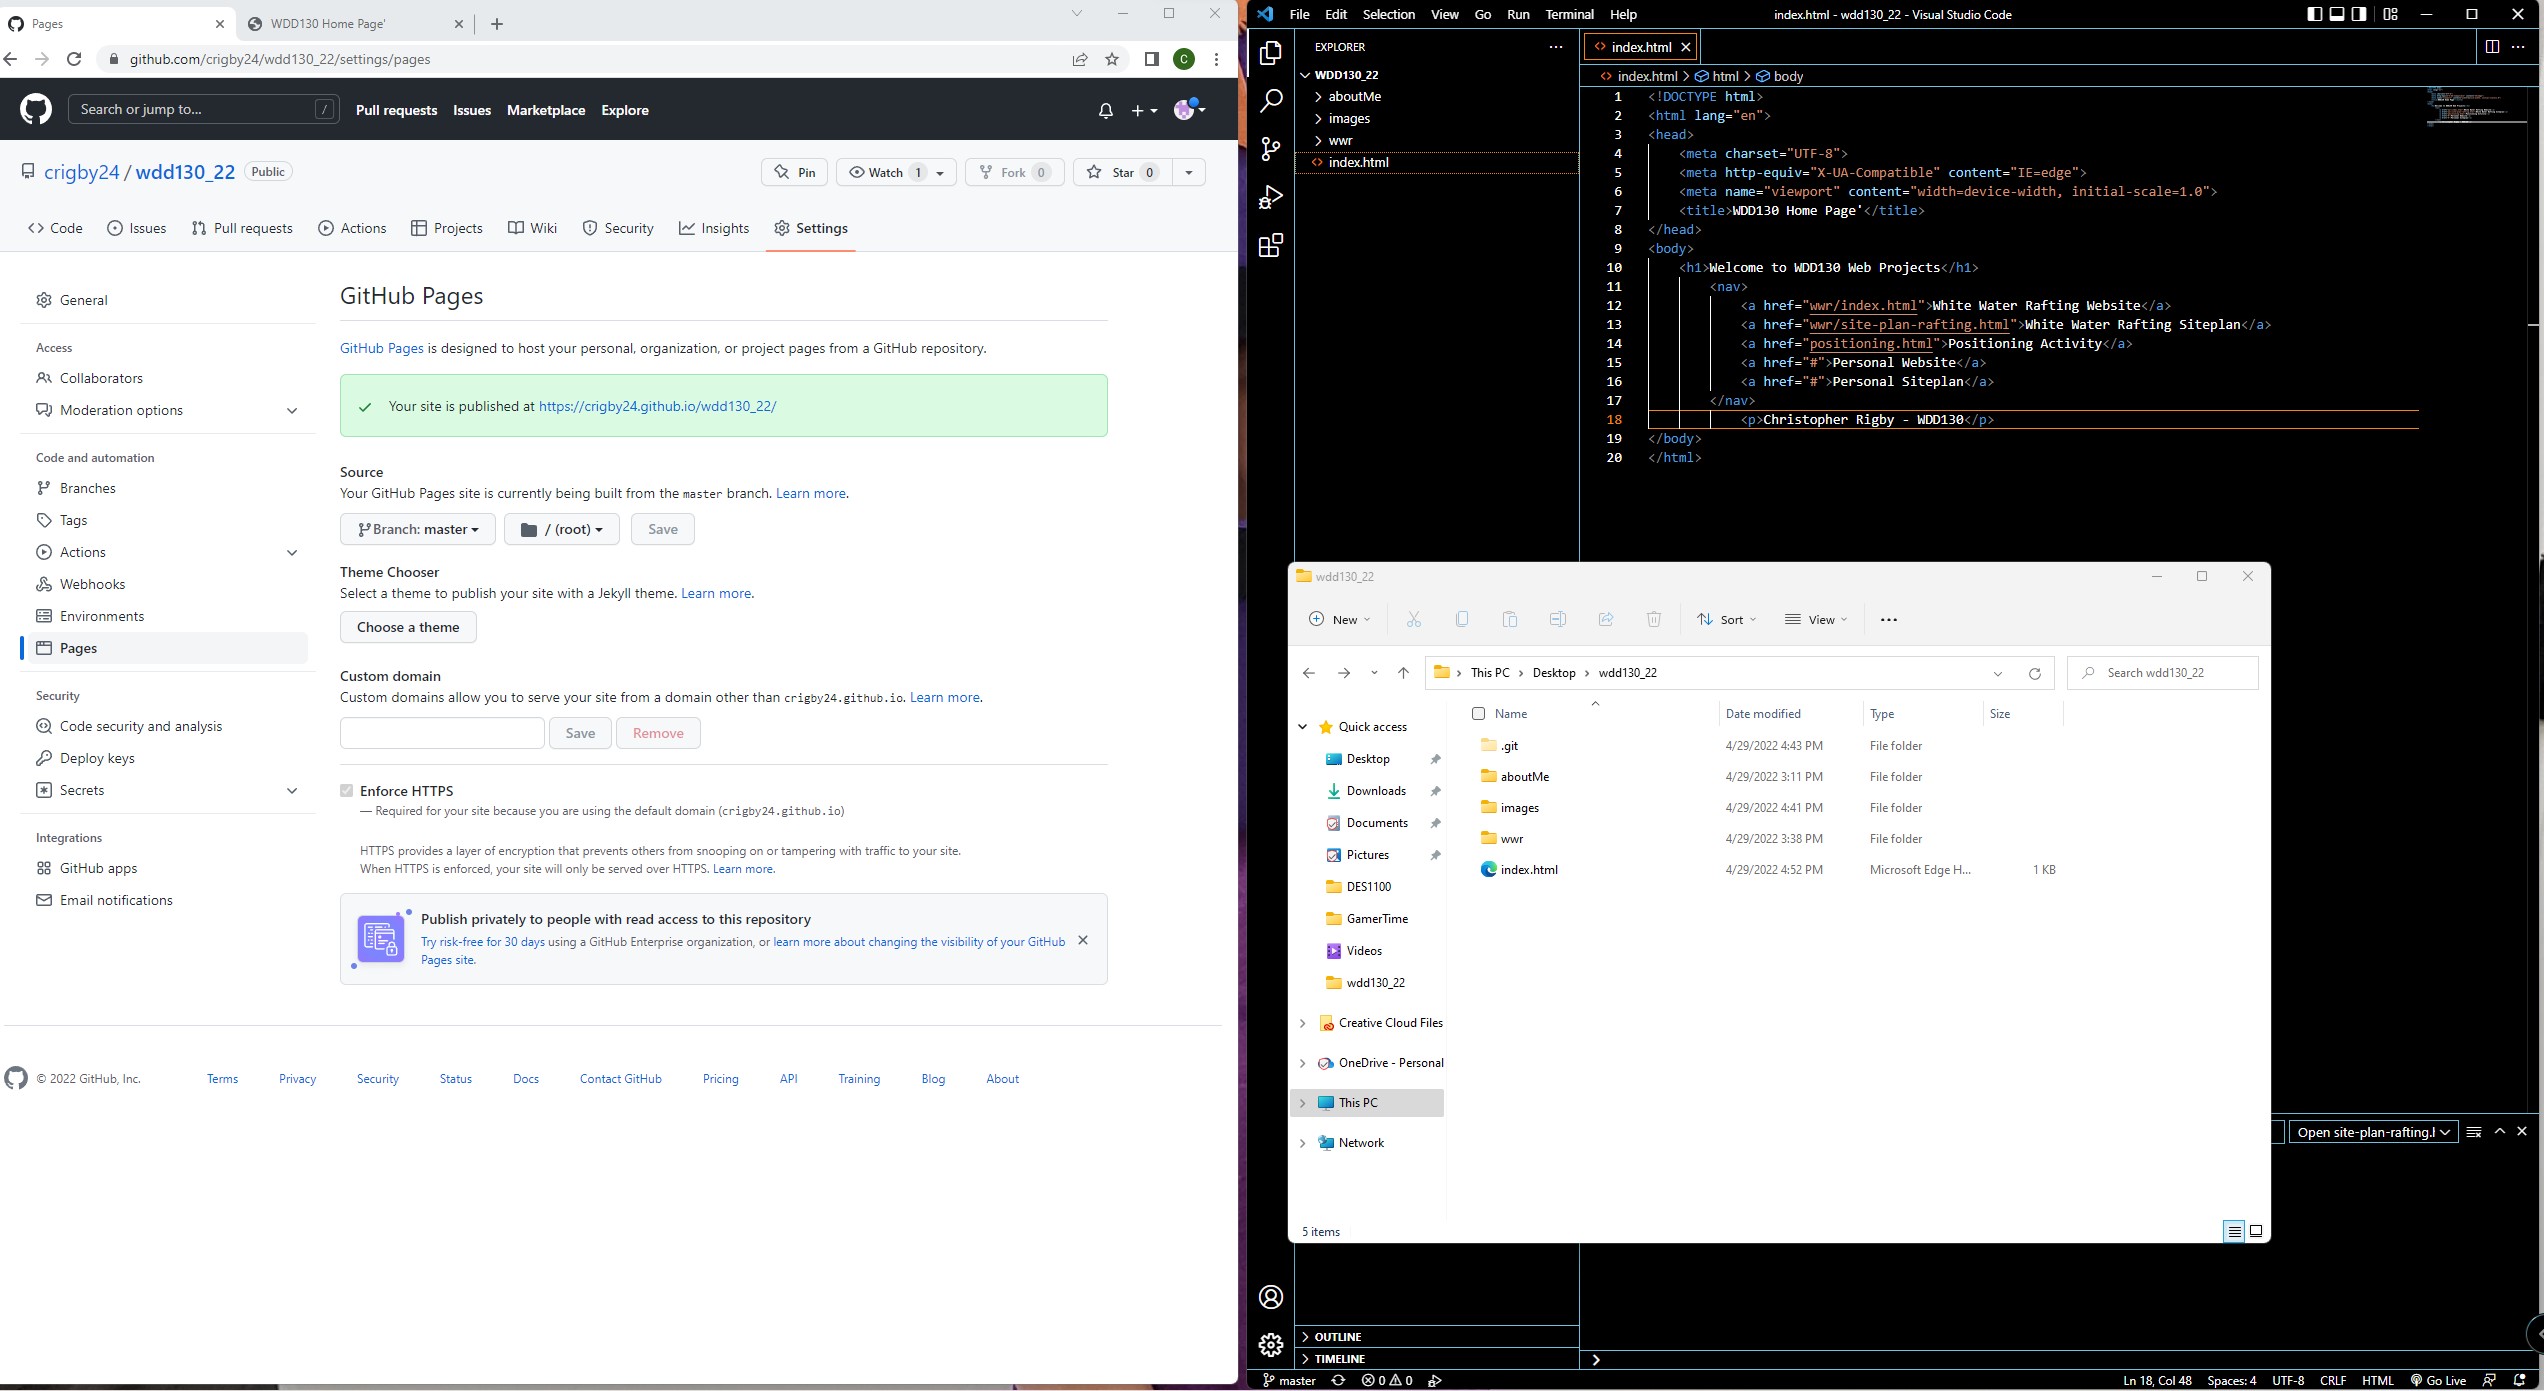 Pages
WDD130 Home Page'
github.com/crigby24/wdd130_22/settings/pages
C
Search or jump to...
/
Pull requests
Issues
Marketplace
Explore
crigby24 / wdd130_22 Public
Pin
Watch 1
Fork 0
Star 0
Code
Issues
Pull requests
Actions
Projects
Wiki
Security
Insights
Settings
General
Access
Collaborators
Moderation options
Code and automation
Branches
Tags
Actions
Webhooks
Environments
Pages
Security
Code security and analysis
Deploy keys
Secrets
Integrations
GitHub apps
Email notifications
GitHub Pages
GitHub Pages is designed to host your personal, organization, or project pages from a GitHub repository.
Your site is published at https://crigby24.github.io/wdd130_22/
Source
Your GitHub Pages site is currently being built from the master branch. Learn more.
Branch: master
/ (root)
Save
Theme Chooser
Select a theme to publish your site with a Jekyll theme. Learn more.
Choose a theme
Custom domain
Custom domains allow you to serve your site from a domain other than crigby24.github.io. Learn more.
Save
Remove
Enforce HTTPS
— Required for your site because you are using the default domain (crigby24.github.io)
HTTPS provides a layer of encryption that prevents others from snooping on or tampering with traffic to your site.
When HTTPS is enforced, your site will only be served over HTTPS. Learn more.
Publish privately to people with read access to this repository
Try risk-free for 30 days using a GitHub Enterprise organization, or learn more about changing the visibility of your GitHub
Pages site.
© 2022 GitHub, Inc.
Terms
Privacy
Security
Status
Docs
Contact GitHub
Pricing
API
Training
Blog
About
File Edit Selection View Go Run Terminal Help
index.html - wdd130_22 - Visual Studio Code
EXPLORER
WDD130_22
aboutMe
images
wwr
index.html
index.html
index.html > html > body
1 <!DOCTYPE html>
2 <html lang="en">
3 <head>
4 <meta charset="UTF-8">
5 <meta http-equiv="X-UA-Compatible" content="IE=edge">
6 <meta name="viewport" content="width=device-width, initial-scale=1.0">
7 <title>WDD130 Home Page'</title>
8 </head>
9 <body>
10 <h1>Welcome to WDD130 Web Projects</h1>
11 <nav>
12 <a href="wwr/index.html">White Water Rafting Website</a>
13 <a href="wwr/site-plan-rafting.html">White Water Rafting Siteplan</a>
14 <a href="positioning.html">Positioning Activity</a>
15 <a href="#">Personal Website</a>
16 <a href="#">Personal Siteplan</a>
17 </nav>
18 <p>Christopher Rigby - WDD130</p>
19 </body>
20 </html>
wdd130_22
New
Sort
View
This PC > Desktop > wdd130_22
Search wdd130_22
Quick access
Desktop
Downloads
Documents
Pictures
DES1100
GamerTime
Videos
wdd130_22
Creative Cloud Files
OneDrive - Personal
This PC
Network
Name Date modified Type Size
.git 4/29/2022 4:43 PM File folder
aboutMe 4/29/2022 3:11 PM File folder
images 4/29/2022 4:41 PM File folder
wwr 4/29/2022 3:38 PM File folder
index.html 4/29/2022 4:52 PM Microsoft Edge H... 1 KB
5 items
Open site-plan-rafting.
OUTLINE
TIMELINE
master
0 0
Ln 18, Col 48
Spaces: 4
UTF-8
CRLF
HTML
Go Live